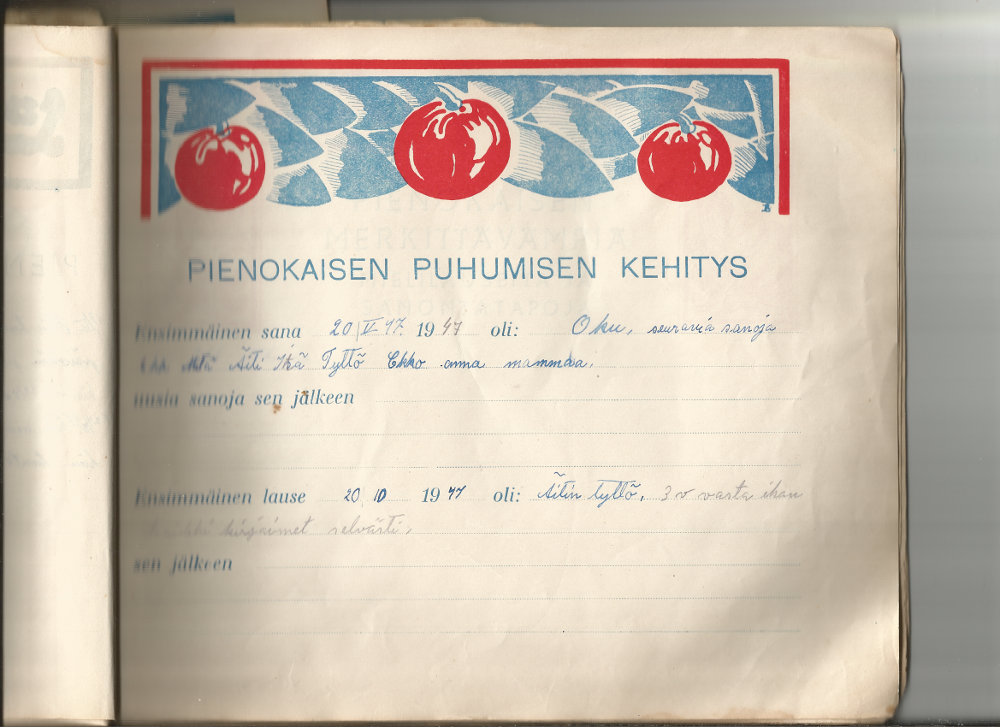 PIENOKAISEN PUHUMISEN KEHITYS
Ensimmäinen sana 20 V 47. 1947 oli: Oku, seuraavia sanoja
Äiti Ikä Tyttö Ekko anna mammaa.
uusia sanoja sen jälkeen
Ensimmäinen lause 20 10 1947 oli: Äitin tyttö, 3 v vasta
kirjaimet selvästi.
sen jälkeen